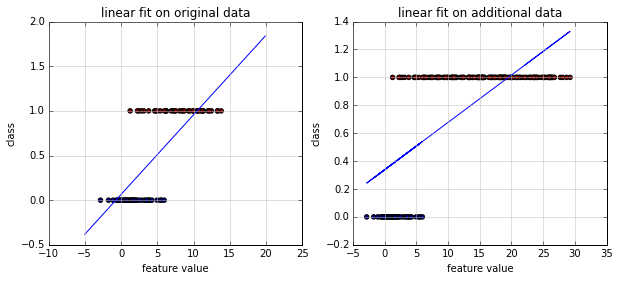 linear fit on original data
2.0
1.5
1.0
0.5
0.0
−0.5
−10 −5 0 5 10 15 20 25
class
feature value
linear fit on additional data
1.4
1.2
1.0
0.8
0.6
0.4
0.2
0.0
−0.2
−5 0 5 10 15 20 25 30 35
class
feature value